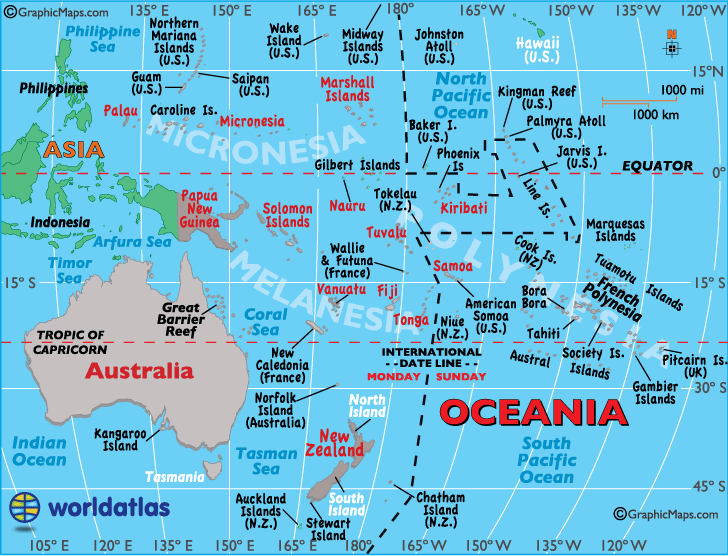 ©GraphicMaps.com
135°E
150°E
165°E
180°
165°W
150°W
135°W
120°W
©GraphicMaps.com
Philippine
Sea
Northern
Mariana
Islands
(U.S.)
Wake
Island
(U.S.)
Midway
Islands
(U.S.)
Johnston
Atoll
(U.S.)
Hawaii
(U.S.)
N
15°N
Guam
(U.S.)
Saipan
(U.S.)
Philippines
Marshall
Islands
North
Pacific
Ocean
Kingman Reef
(U.S.)
1000 mi
1000 km
Palau
Caroline Is.
Micronesia
MICRONESIA
Baker I.
(U.S.)
Palmyra Atoll
(U.S.)
ASIA
Gilbert Islands
Phoenix
Is
Jarvis I.
(U.S.)
EQUATOR
0°
Papua
New
Guinea
Nauru
Tokelau
(N.Z.)
Kiribati
Line Is.
Solomon
Islands
Indonesia
Arafura Sea
Tuvalu
POLYNESIA
Marquesas
Islands
Timor
Sea
Wallie
& Futuna
(France)
Cook Is.
(NZ)
MELANESIA
Samoa
Tuamotu Islands
15° S
Vanuatu
Fiji
Bora
Bora
French
Polynesia
Great
Barrier
Reef
Coral
Sea
American
Somoa
(U.S.)
Tonga
Niue
(N.Z.)
Tahiti
TROPIC OF
CAPRICORN
INTERNATIONAL
- - DATE LINE - -
MONDAY
SUNDAY
Austral
Islands
Society Is.
Pitcairn Is.
(UK)
Australia
New
Caledonia
(France)
Gambier
Islands
30° S
Norfolk
Island
(Australia)
North
Island
OCEANIA
Kangaroo
Island
New
Zealand
Indian
Ocean
Tasman
Sea
South
Pacific
Ocean
Tasmania
South
Island
45° S
worldatlas
Auckland
Islands
(N.Z.)
Stewart
Island
Chatham
Island
(N.Z.)
©GraphicMaps.com
105°E
120°E
135°E
150°E
165°E
180°
165°W
150°W
135°W
120°W